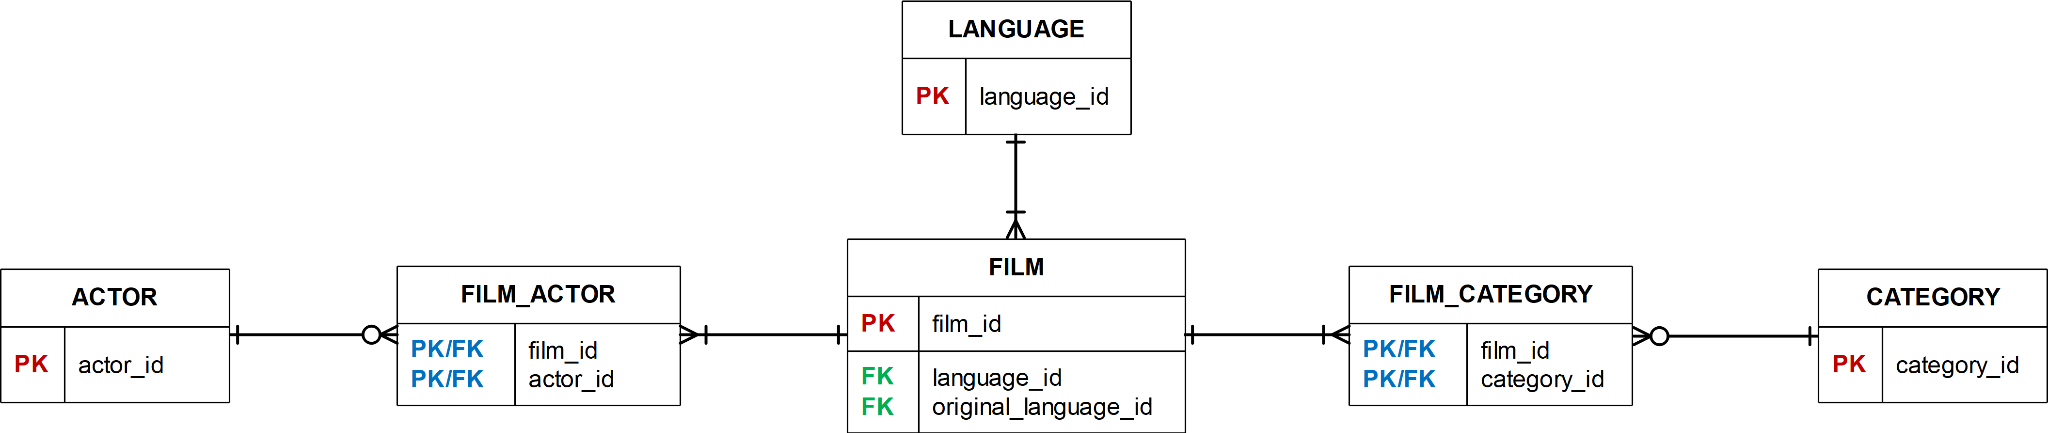 LANGUAGE
PK language_id
ACTOR
PK actor_id
FILM_ACTOR
PK/FK film_id
PK/FK actor_id
FILM
PK film_id
FK language_id
FK original_language_id
FILM_CATEGORY
PK/FK film_id
PK/FK category_id
CATEGORY
PK category_id